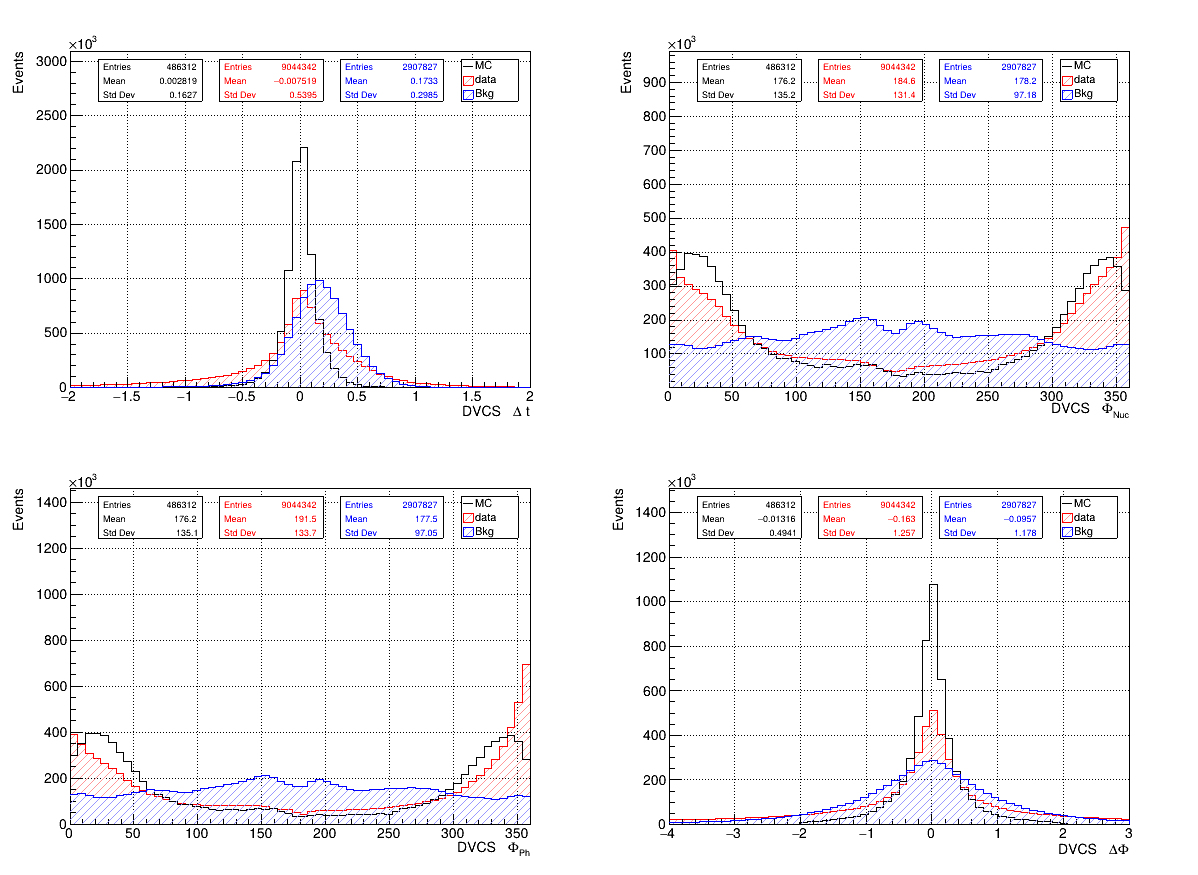 ×10³
Events
3000
2500
2000
1500
1000
500
0
Entries 486312
Mean 0.002819
Std Dev 0.1627
Entries 9044342
Mean −0.007519
Std Dev 0.5395
Entries 2907827
Mean 0.1733
Std Dev 0.2985
MC
data
Bkg
−2 −1.5 −1 −0.5 0 0.5 1 1.5 2
DVCS Δ t
×10³
Events
900
800
700
600
500
400
300
200
100
Entries 486312
Mean 176.2
Std Dev 135.2
Entries 9044342
Mean 184.6
Std Dev 131.4
Entries 2907827
Mean 178.2
Std Dev 97.18
MC
data
Bkg
0 50 100 150 200 250 300 350
DVCS Φ_Nuc
×10³
Events
1400
1200
1000
800
600
400
200
0
Entries 486312
Mean 176.2
Std Dev 135.1
Entries 9044342
Mean 191.5
Std Dev 133.7
Entries 2907827
Mean 177.5
Std Dev 97.05
MC
data
Bkg
0 50 100 150 200 250 300 350
DVCS Φ_Ph
×10³
Events
1400
1200
1000
800
600
400
200
0
Entries 486312
Mean −0.01316
Std Dev 0.4941
Entries 9044342
Mean −0.163
Std Dev 1.257
Entries 2907827
Mean −0.0957
Std Dev 1.178
MC
data
Bkg
−4 −3 −2 −1 0 1 2 3
DVCS ΔΦ